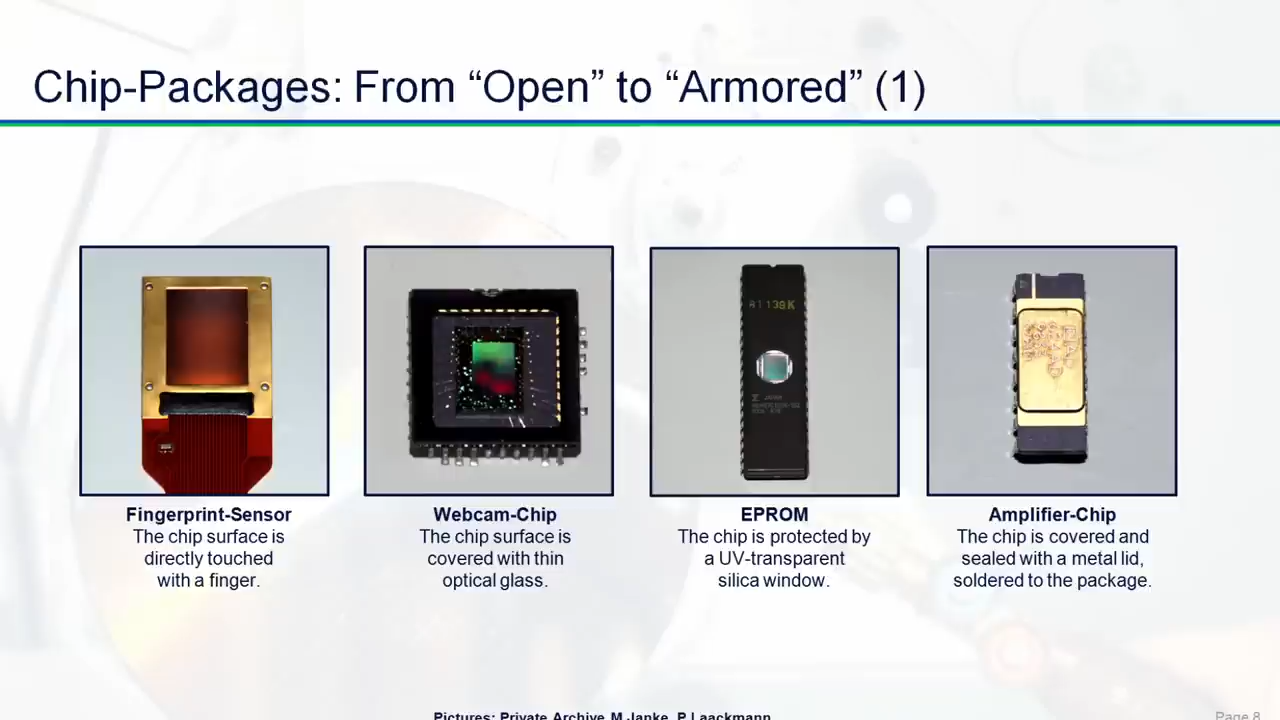 Chip-Packages: From “Open” to “Armored” (1)
81139K
JAPAN
Fingerprint-Sensor
The chip surface is
directly touched
with a finger.
Webcam-Chip
The chip surface is
covered with thin
optical glass.
EPROM
The chip is protected by
a UV-transparent
silica window.
Amplifier-Chip
The chip is covered and
sealed with a metal lid,
soldered to the package.
Pictures: Private Archive M.Janke, P.Laackmann
Page 8